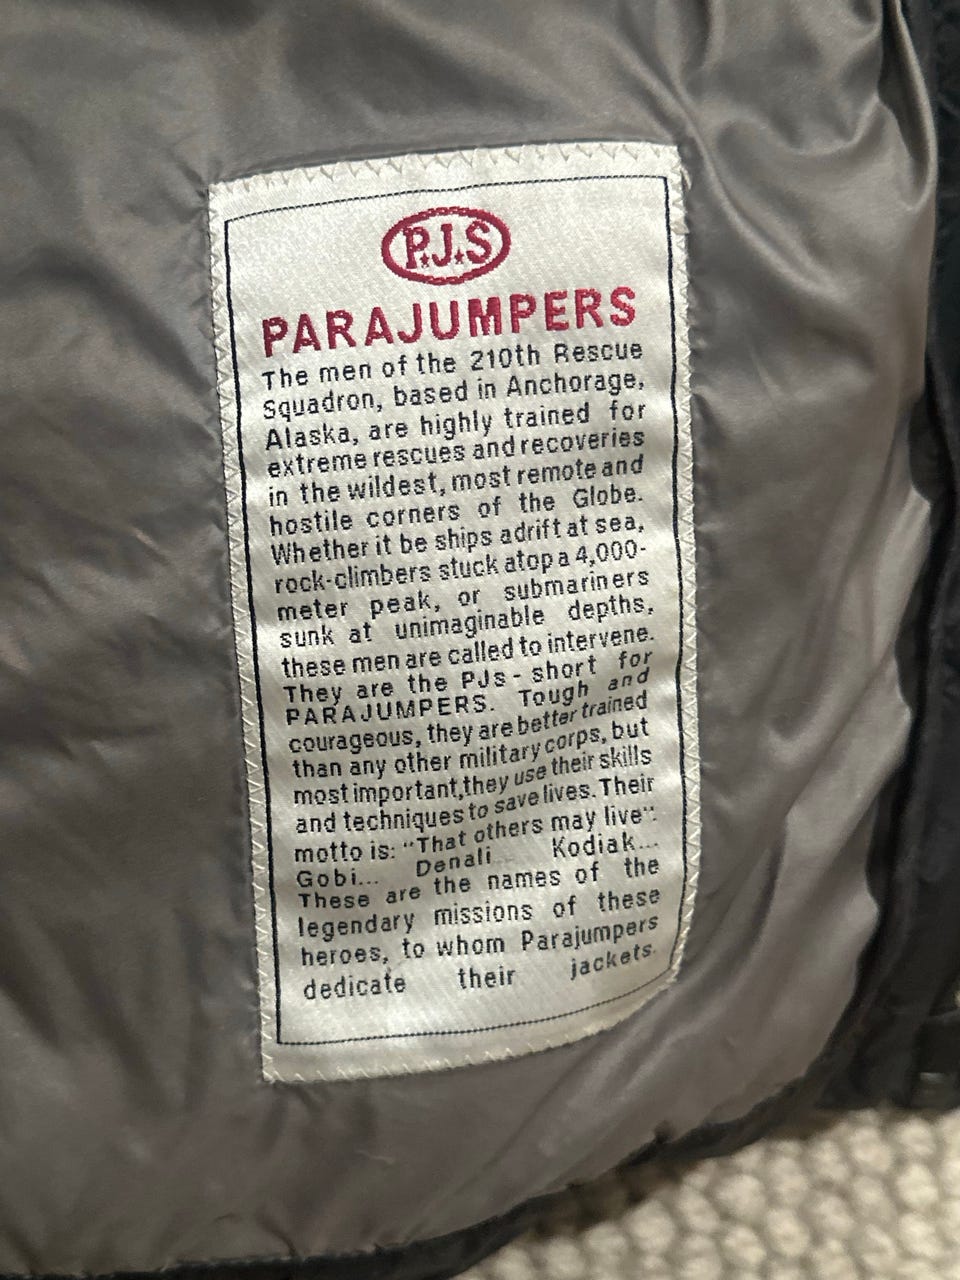 P.J.S
PARAJUMPERS
The men of the 210th Rescue
Squadron, based in Anchorage,
Alaska, are highly trained for
extreme rescues and recoveries
in the wildest, most remote and
hostile corners of the Globe.
Whether it be ships adrift at sea,
rock-climbers stuck atop a 4,000-
meter peak, or submariners
sunk at unimaginable depths,
these men are called to intervene.
They are the PJs - short for
PARAJUMPERS. Tough and
courageous, they are better trained
than any other military corps, but
most important, they use their skills
and techniques to save lives. Their
motto is: "That others may live":
Gobi... Denali... Kodiak...
These are the names of the
legendary missions of these
heroes, to whom Parajumpers
dedicate their jackets.